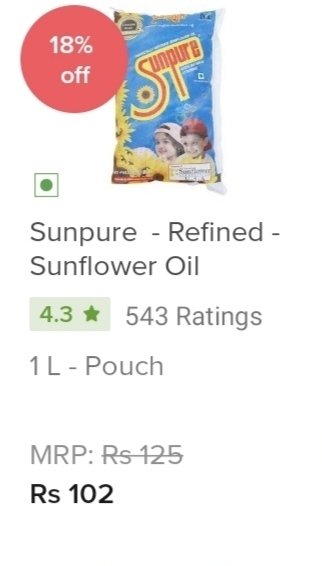 18%
off
Sunpure
Sunpure - Refined -
Sunflower Oil
4.3 ★ 543 Ratings
1 L - Pouch
MRP: Rs 125
Rs 102